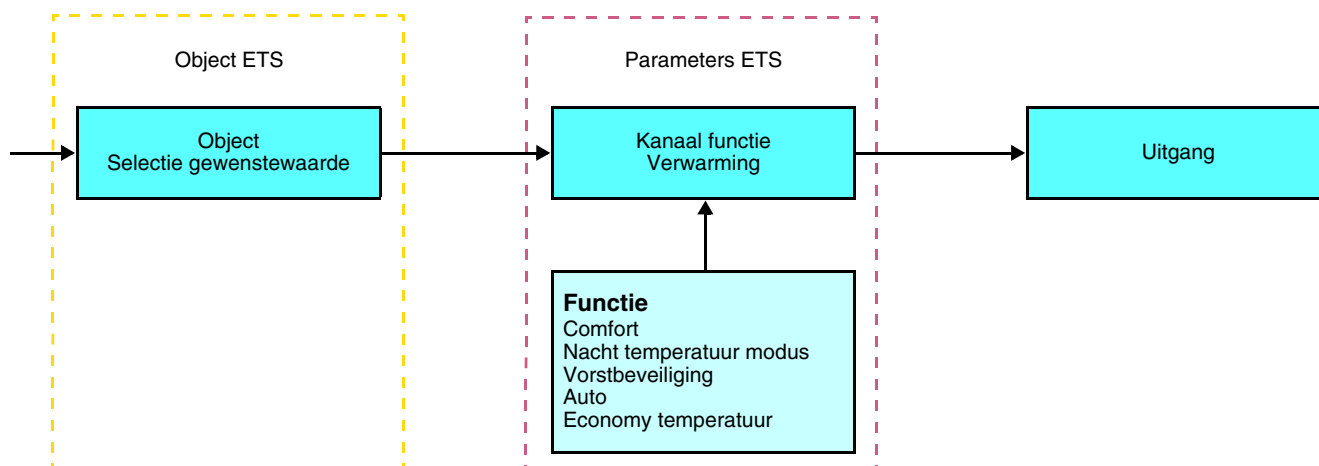 Object ETS
Parameters ETS
Object
Selectie gewenstewaarde
Kanaal functie
Verwarming
Uitgang
Functie
Comfort
Nacht temperatuur modus
Vorstbeveiliging
Auto
Economy temperatuur